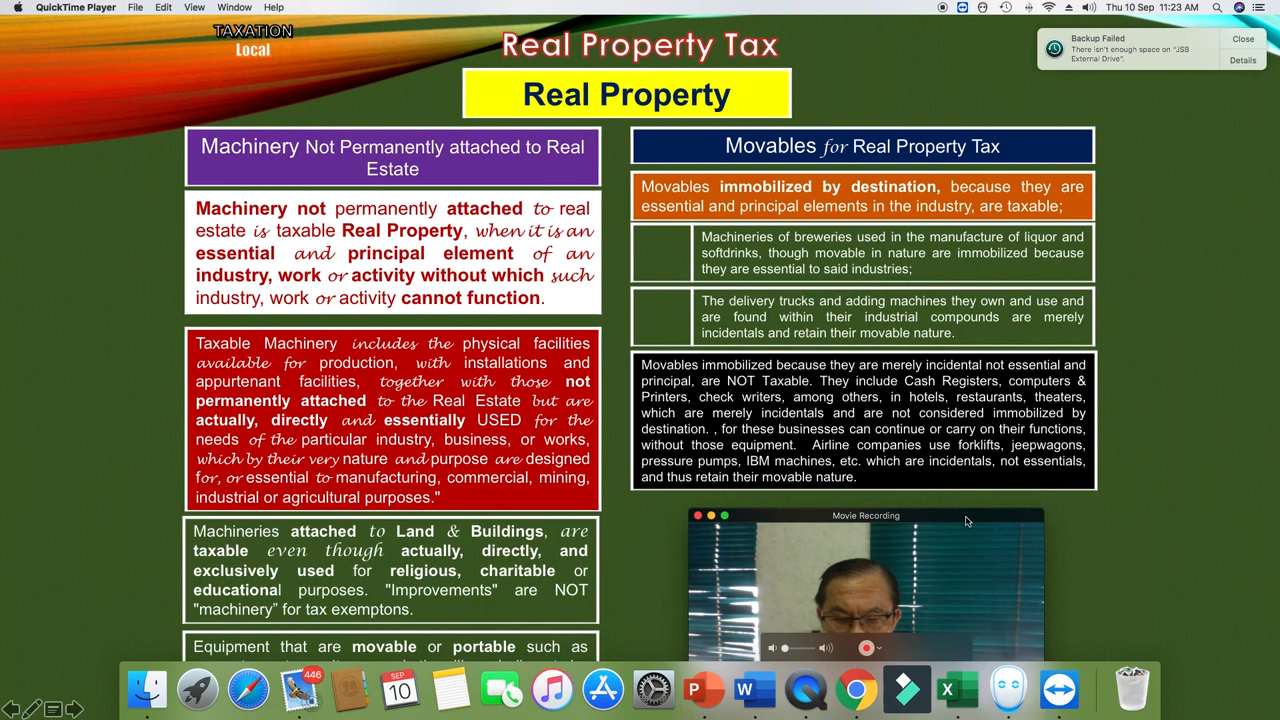 QuickTime Player File Edit View Window Help Thu 10 Sep 11:23 AM
TAXATION
Local
Real Property Tax
Backup Failed
There isn't enough space on "JSB
External Drive".
Close
Details
Real Property
Machinery Not Permanently attached to Real
Estate
Machinery not permanently attached to real
estate is taxable Real Property, when it is an
essential and principal element of an
industry, work or activity without which such
industry, work or activity cannot function.
Taxable Machinery includes the physical facilities
available for production, with installations and
appurtenant facilities, together with those not
permanently attached to the Real Estate but are
actually, directly and essentially USED for the
needs of the particular industry, business, or works,
which by their very nature and purpose are designed
for, or essential to manufacturing, commercial, mining,
industrial or agricultural purposes."
Machineries attached to Land & Buildings, are
taxable even though actually, directly, and
exclusively used for religious, charitable or
educational purposes. "Improvements" are NOT
"machinery" for tax exemptons.
Equipment that are movable or portable such as
Movables for Real Property Tax
Movables immobilized by destination, because they are
essential and principal elements in the industry, are taxable;
Machineries of breweries used in the manufacture of liquor and
softdrinks, though movable in nature are immobilized because
they are essential to said industries;
The delivery trucks and adding machines they own and use and
are found within their industrial compounds are merely
incidentals and retain their movable nature.
Movables immobilized because they are merely incidental not essential and
principal, are NOT Taxable. They include Cash Registers, computers &
Printers, check writers, among others, in hotels, restaurants, theaters,
which are merely incidentals and are not considered immobilized by
destination. , for these businesses can continue or carry on their functions,
without those equipment. Airline companies use forklifts, jeepwagons,
pressure pumps, IBM machines, etc. which are incidentals, not essentials,
and thus retain their movable nature.
Movie Recording
446
SEP
10
P
W
X